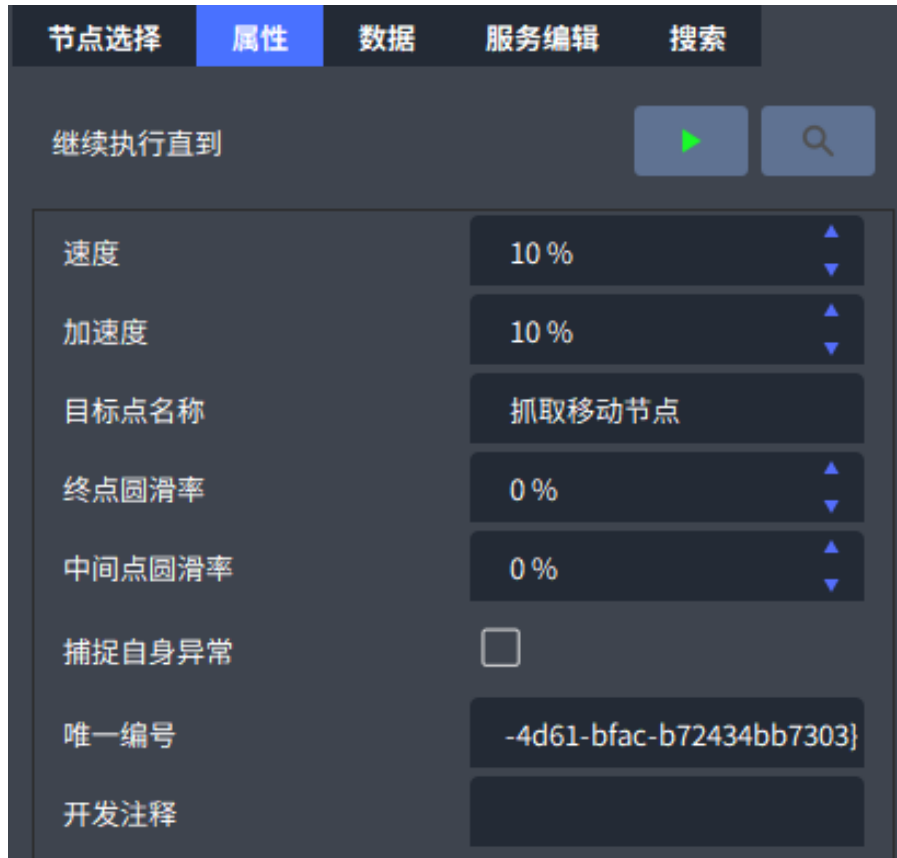 节点选择 属性 数据 服务编辑 搜索
继续执行直到
速度 10 %
加速度 10 %
目标点名称 抓取移动节点
终点圆滑率 0 %
中间点圆滑率 0 %
捕捉自身异常
唯一编号 -4d61-bfac-b72434bb7303}
开发注释